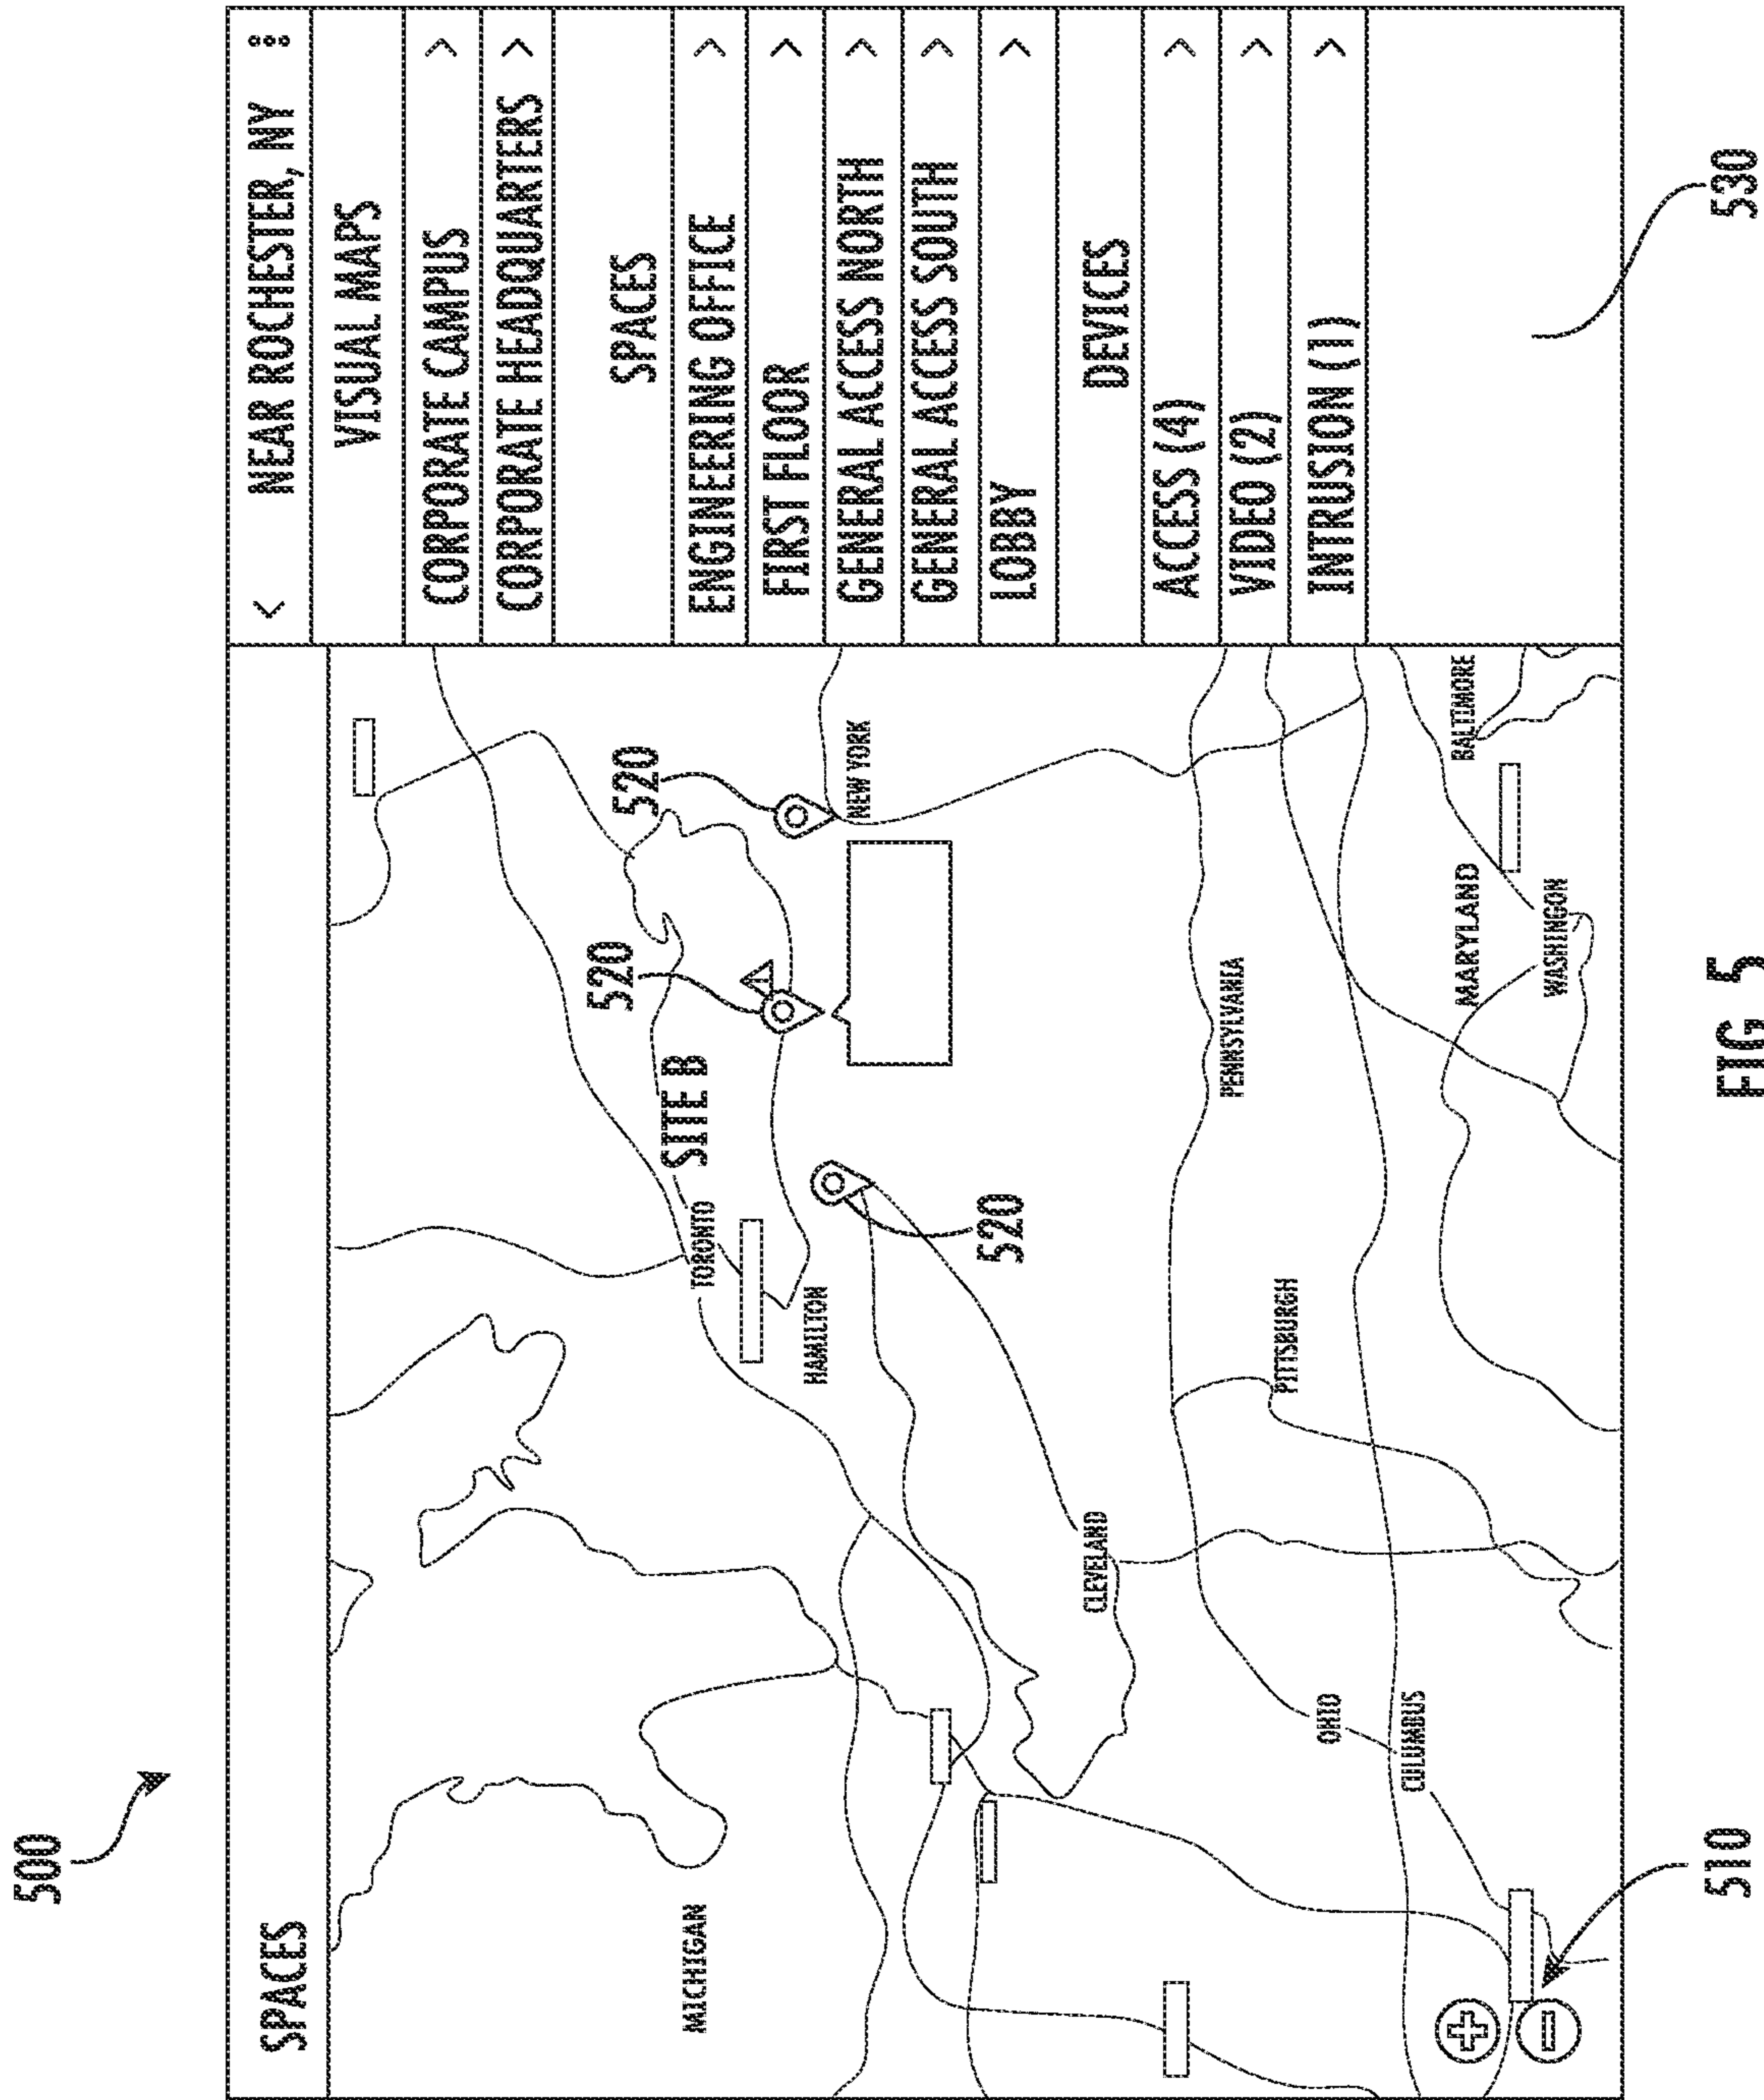 500
SPACES
< NEAR ROCHESTER, NY
VISUAL MAPS
CORPORATE CAMPUS >
CORPORATE HEADQUARTERS >
SPACES
ENGINEERING OFFICE >
FIRST FLOOR >
GENERAL ACCESS NORTH >
GENERAL ACCESS SOUTH >
LOBBY >
DEVICES
ACCESS (4) >
VIDEO (2) >
INTRUSION (1) >
520
520
SITE B
TORONTO
MICHIGAN
HAMILTON
NEW YORK
520
CLEVELAND
PENNSYLVANIA
PITTSBURGH
OHIO
CULUMBUS
BALTIMORE
MARYLAND
WASHINGON
510
530
FIG. 5